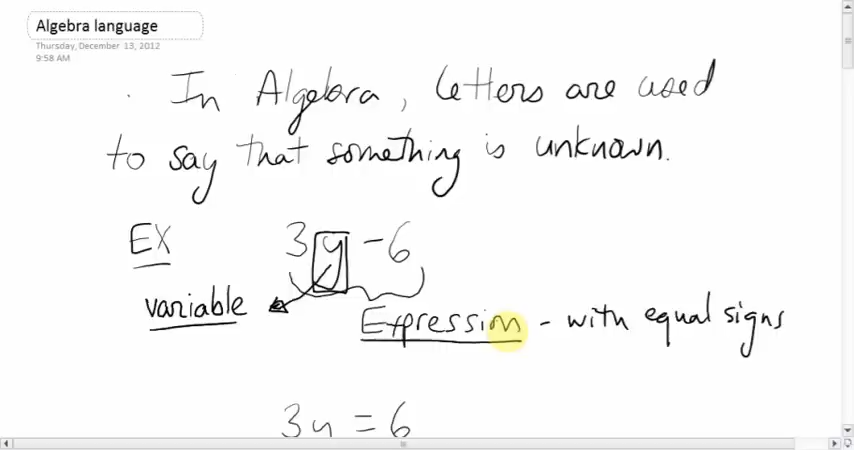 Algebra language
Thursday, December 13, 2012
9:58 AM
In Algebra, letters are used
to say that something is unknown.
EX 3y - 6
variable
Expression - with equal signs
3y = 6